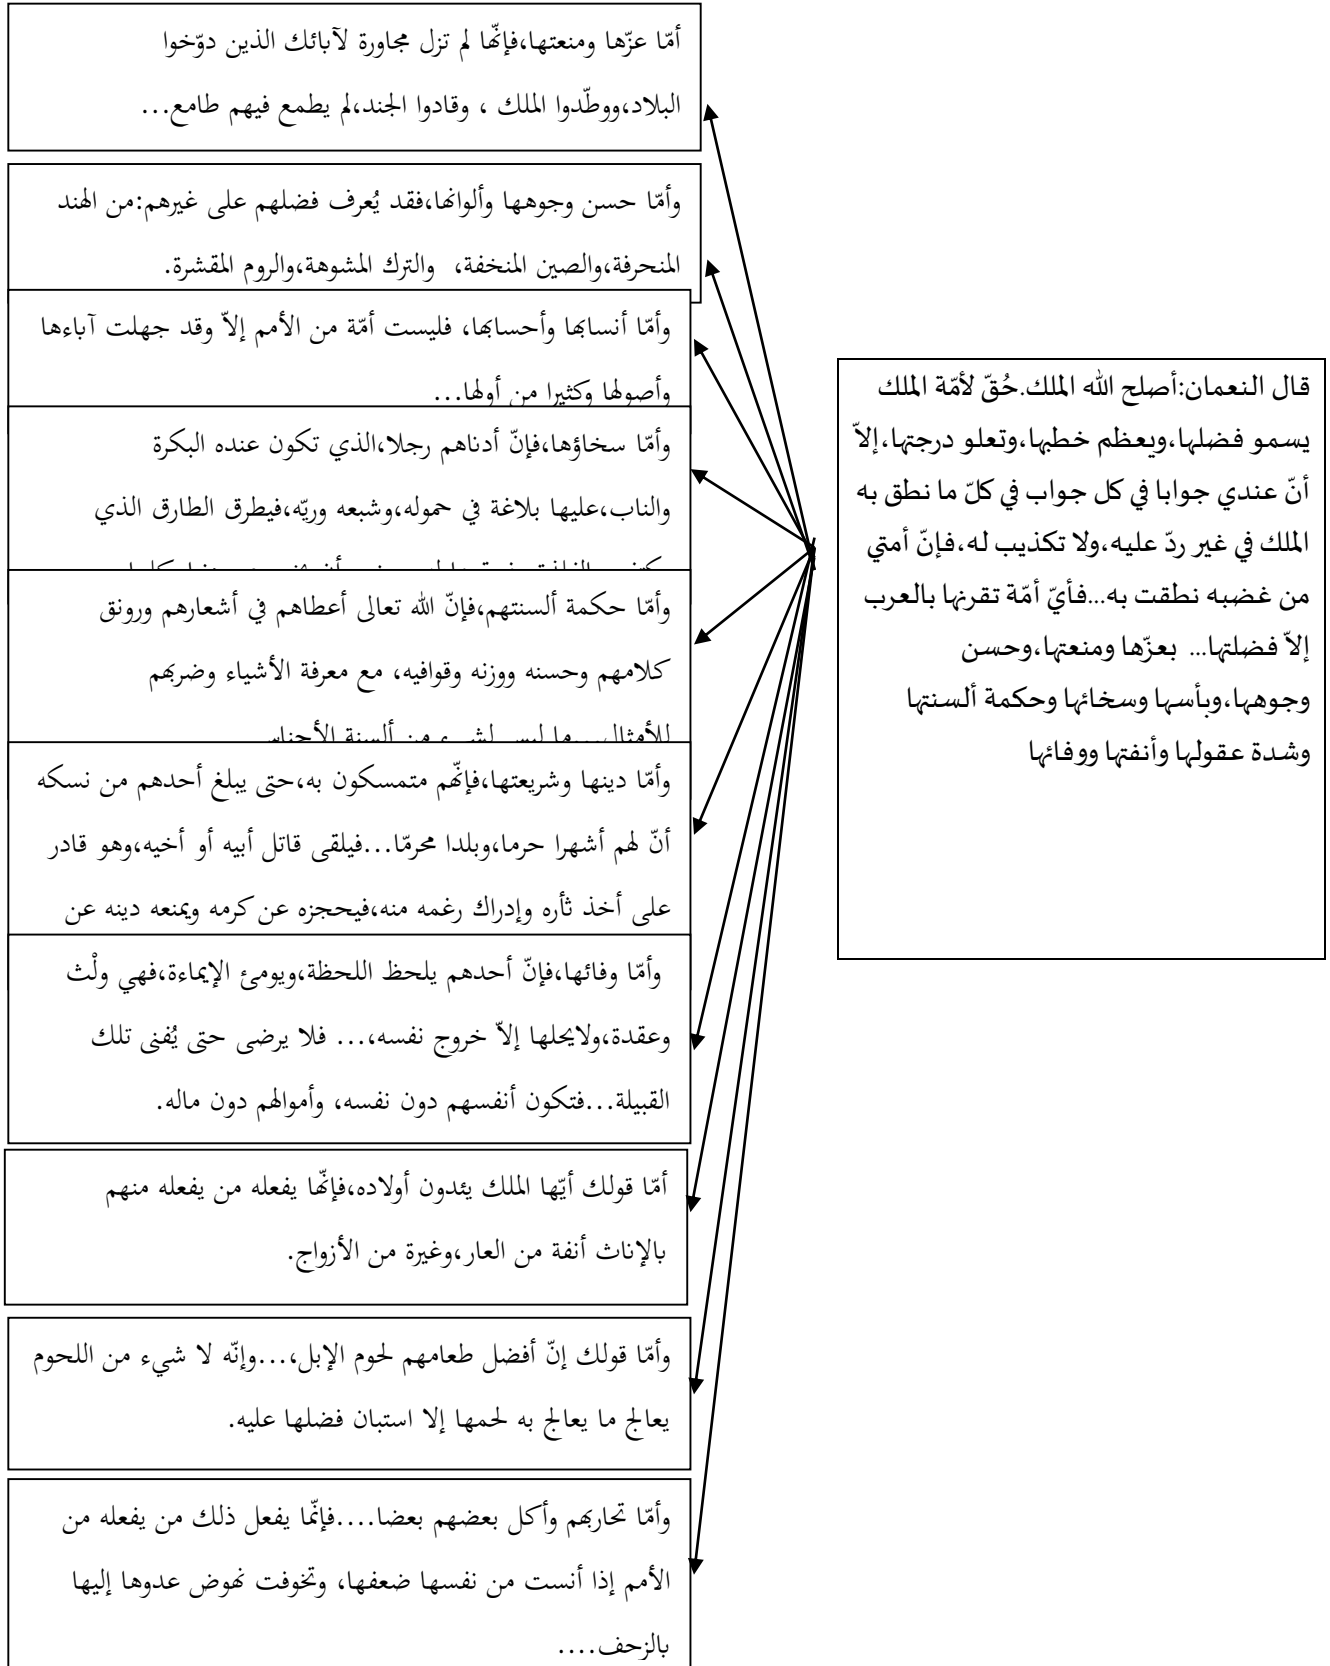 قال النعمان:أصلح الله الملك.حُقّ لأمّة الملك
يسمو فضلها،ويعظم خطبها،وتعلو درجتها،إلاّ
أنّ عندي جوابا في كل جواب في كلّ ما نطق به
الملك في غير ردّ عليه،ولا تكذيب له،فإنّ أمتي
من غضبه نطقت به...فأيّ أمّة تقرنها بالعرب
إلاّ فضلتها... بعزّها ومنعتها،وحسن
وجوهها،وبأسها وسخائها وحكمة ألسنتها
وشدة عقولها وأنفتها ووفائها
أمّا عزّها ومنعتها،فإنّها لم تزل مجاورة لآبائك الذين دوّخوا
البلاد،ووطّدوا الملك ، وقادوا الجند،لم يطمع فيهم طامع...
وأمّا حسن وجوهها وألوانها،فقد يُعرف فضلهم على غيرهم:من الهند
المنحرفة،والصين المنخفة، والترك المشوهة،والروم المقشرة.
وأمّا أنسابها وأحسابها، فليست أمّة من الأمم إلاّ وقد جهلت آباءها
وأصولها وكثيرا من أولها...
وأمّا سخاؤها،فإنّ أدناهم رجلا،الذي تكون عنده البكرة
والناب،عليها بلاغة في حموله،وشبعه وريّه،فيطرق الطارق الذي
وأمّا حكمة ألسنتهم،فإنّ الله تعالى أعطاهم في أشعارهم ورونق
كلامهم وحسنه ووزنه وقوافيه، مع معرفة الأشياء وضربهم
للأمثال...ما ليس لشيء من ألسنة الأجناس
وأمّا دينها وشريعتها،فإنّهم متمسكون به،حتى يبلغ أحدهم من نسكه
أنّ لهم أشهرا حرما،وبلدا محرّما...فيلقى قاتل أبيه أو أخيه،وهو قادر
على أخذ ثأره وإدراك رغمه منه،فيحجزه عن كرمه ويمنعه دينه عن
وأمّا وفائها،فإنّ أحدهم يلحظ اللحظة،ويومئ الإيماءة،فهي ولْث
وعقدة،ولايحلها إلاّ خروج نفسه،... فلا يرضى حتى يُفنى تلك
القبيلة...فتكون أنفسهم دون نفسه، وأموالهم دون ماله.
أمّا قولك أيّها الملك يئدون أولاده،فإنّها يفعله من يفعله منهم
بالإناث أنفة من العار،وغيرة من الأزواج.
وأمّا قولك إنّ أفضل طعامهم لحوم الإبل،...وإنّه لا شيء من اللحوم
يعالج ما يعالج به لحمها إلا استبان فضلها عليه.
وأمّا تحاربهم وأكل بعضهم بعضا....فإنّما يفعل ذلك من يفعله من
الأمم إذا أنست من نفسها ضعفها، وتخوفت نهوض عدوها إليها
بالزحف....